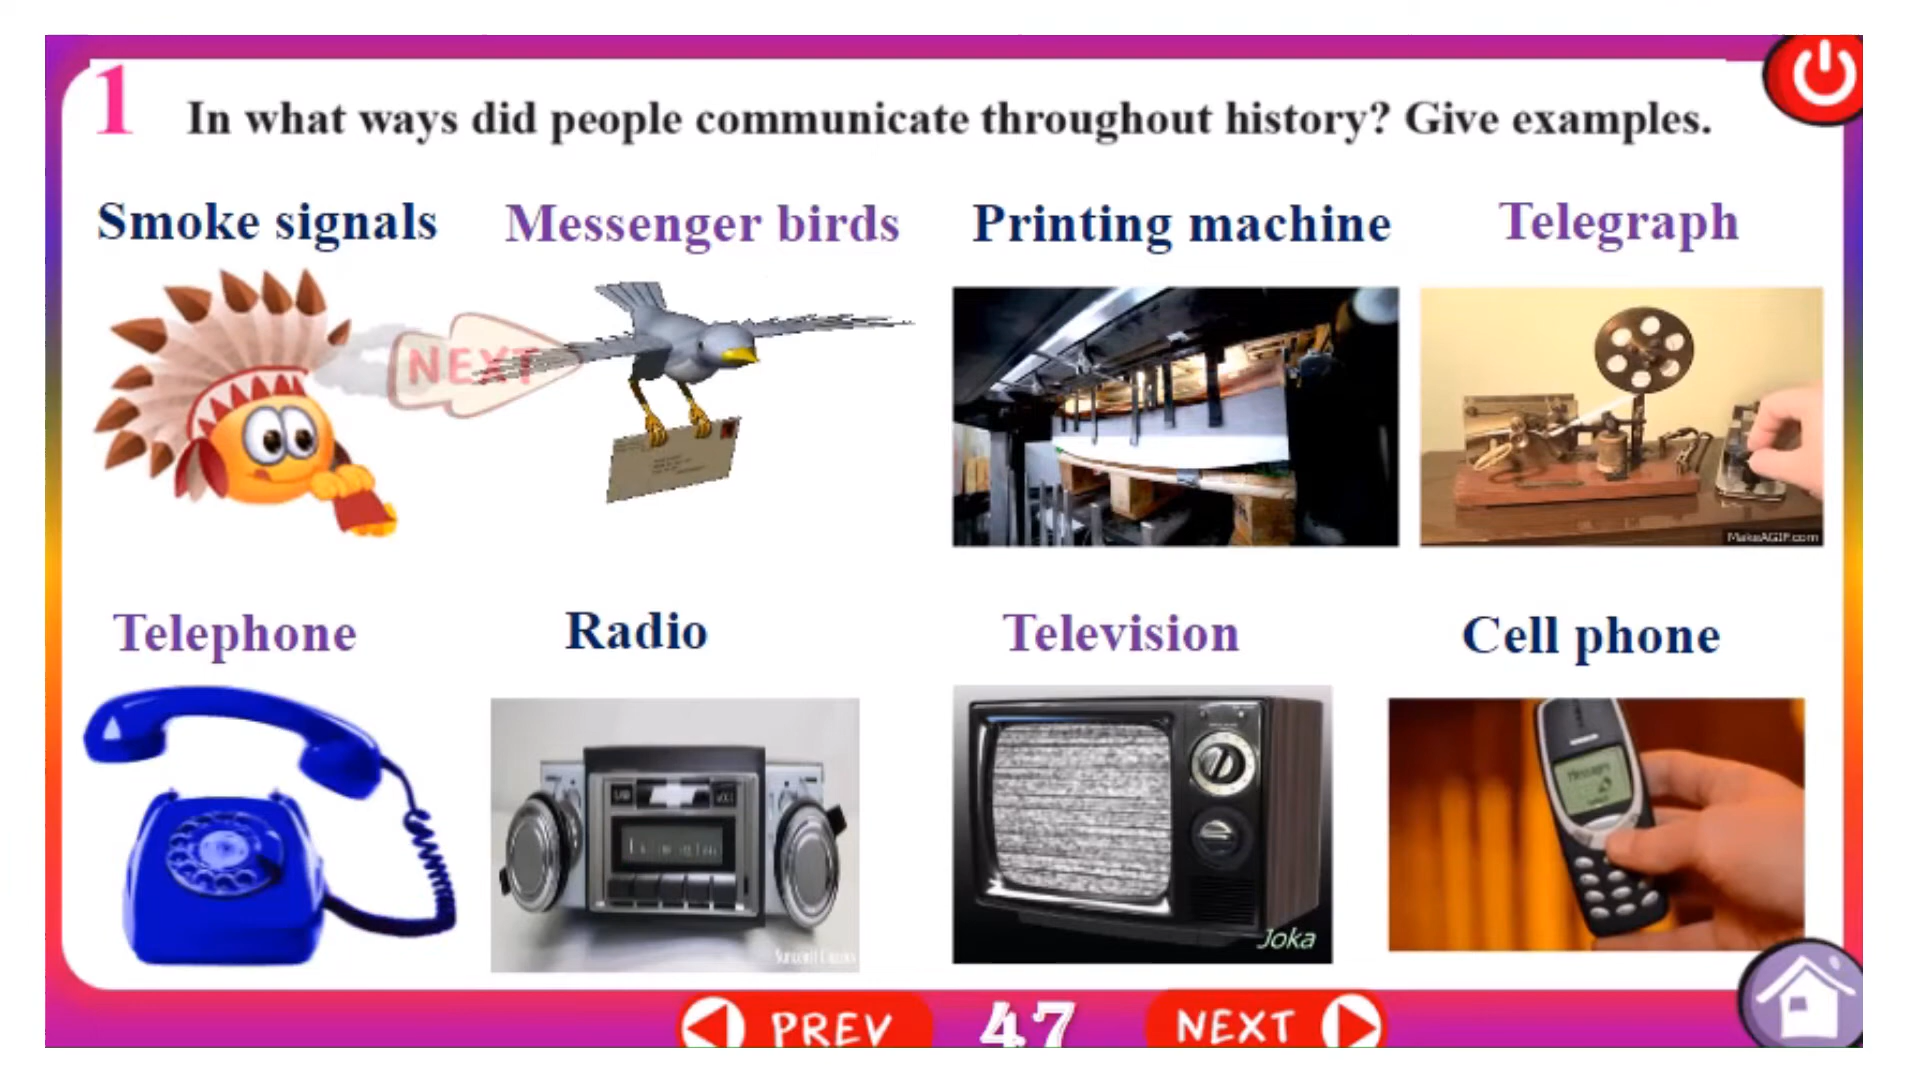 1
In what ways did people communicate throughout history? Give examples.
Smoke signals
Messenger birds
Printing machine
Telegraph
NEXT
MakeAGIF.com
Telephone
Radio
Television
Cell phone
Messages
Joka
PREV
47
NEXT